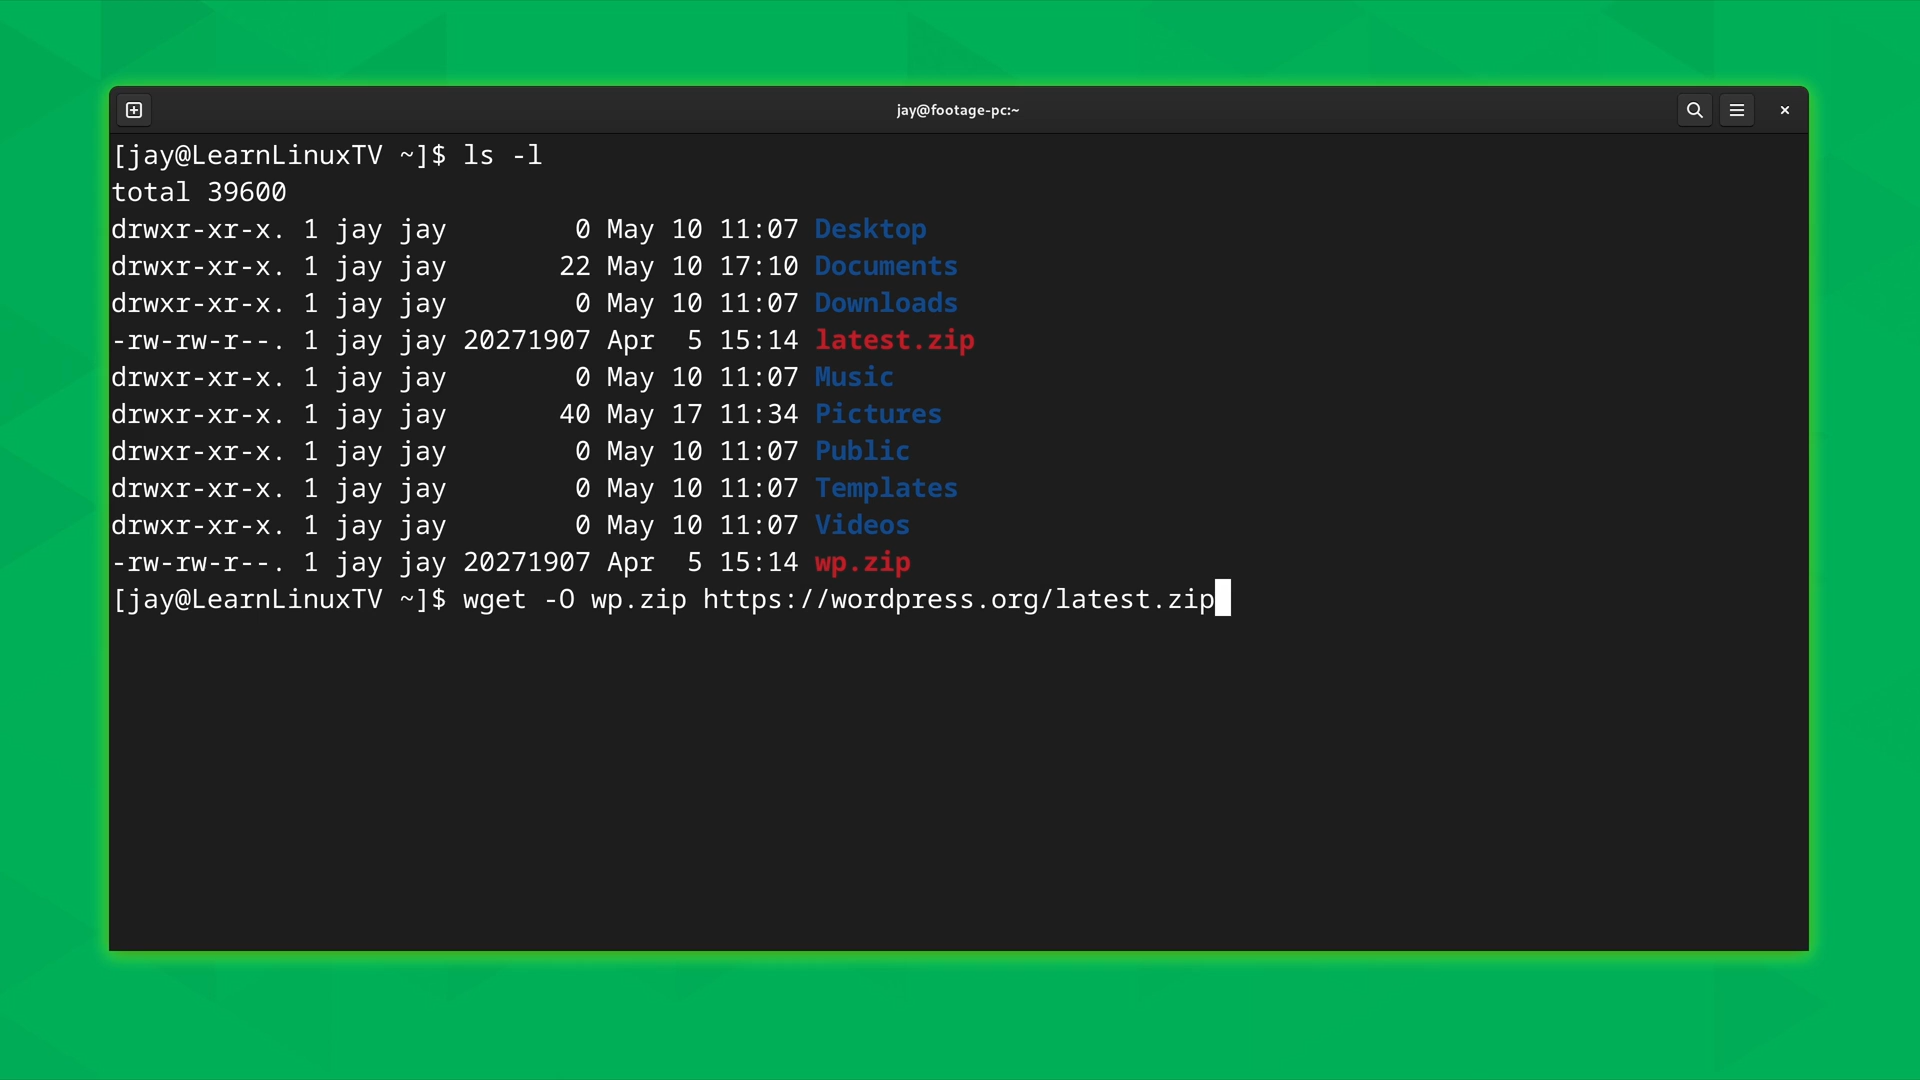 jay@footage-pc:~
[jay@LearnLinuxTV ~]$ ls -l
total 39600
drwxr-xr-x. 1 jay jay        0 May 10 11:07 Desktop
drwxr-xr-x. 1 jay jay       22 May 10 17:10 Documents
drwxr-xr-x. 1 jay jay        0 May 10 11:07 Downloads
-rw-rw-r--. 1 jay jay 20271907 Apr  5 15:14 latest.zip
drwxr-xr-x. 1 jay jay        0 May 10 11:07 Music
drwxr-xr-x. 1 jay jay       40 May 17 11:34 Pictures
drwxr-xr-x. 1 jay jay        0 May 10 11:07 Public
drwxr-xr-x. 1 jay jay        0 May 10 11:07 Templates
drwxr-xr-x. 1 jay jay        0 May 10 11:07 Videos
-rw-rw-r--. 1 jay jay 20271907 Apr  5 15:14 wp.zip
[jay@LearnLinuxTV ~]$ wget -O wp.zip https://wordpress.org/latest.zip